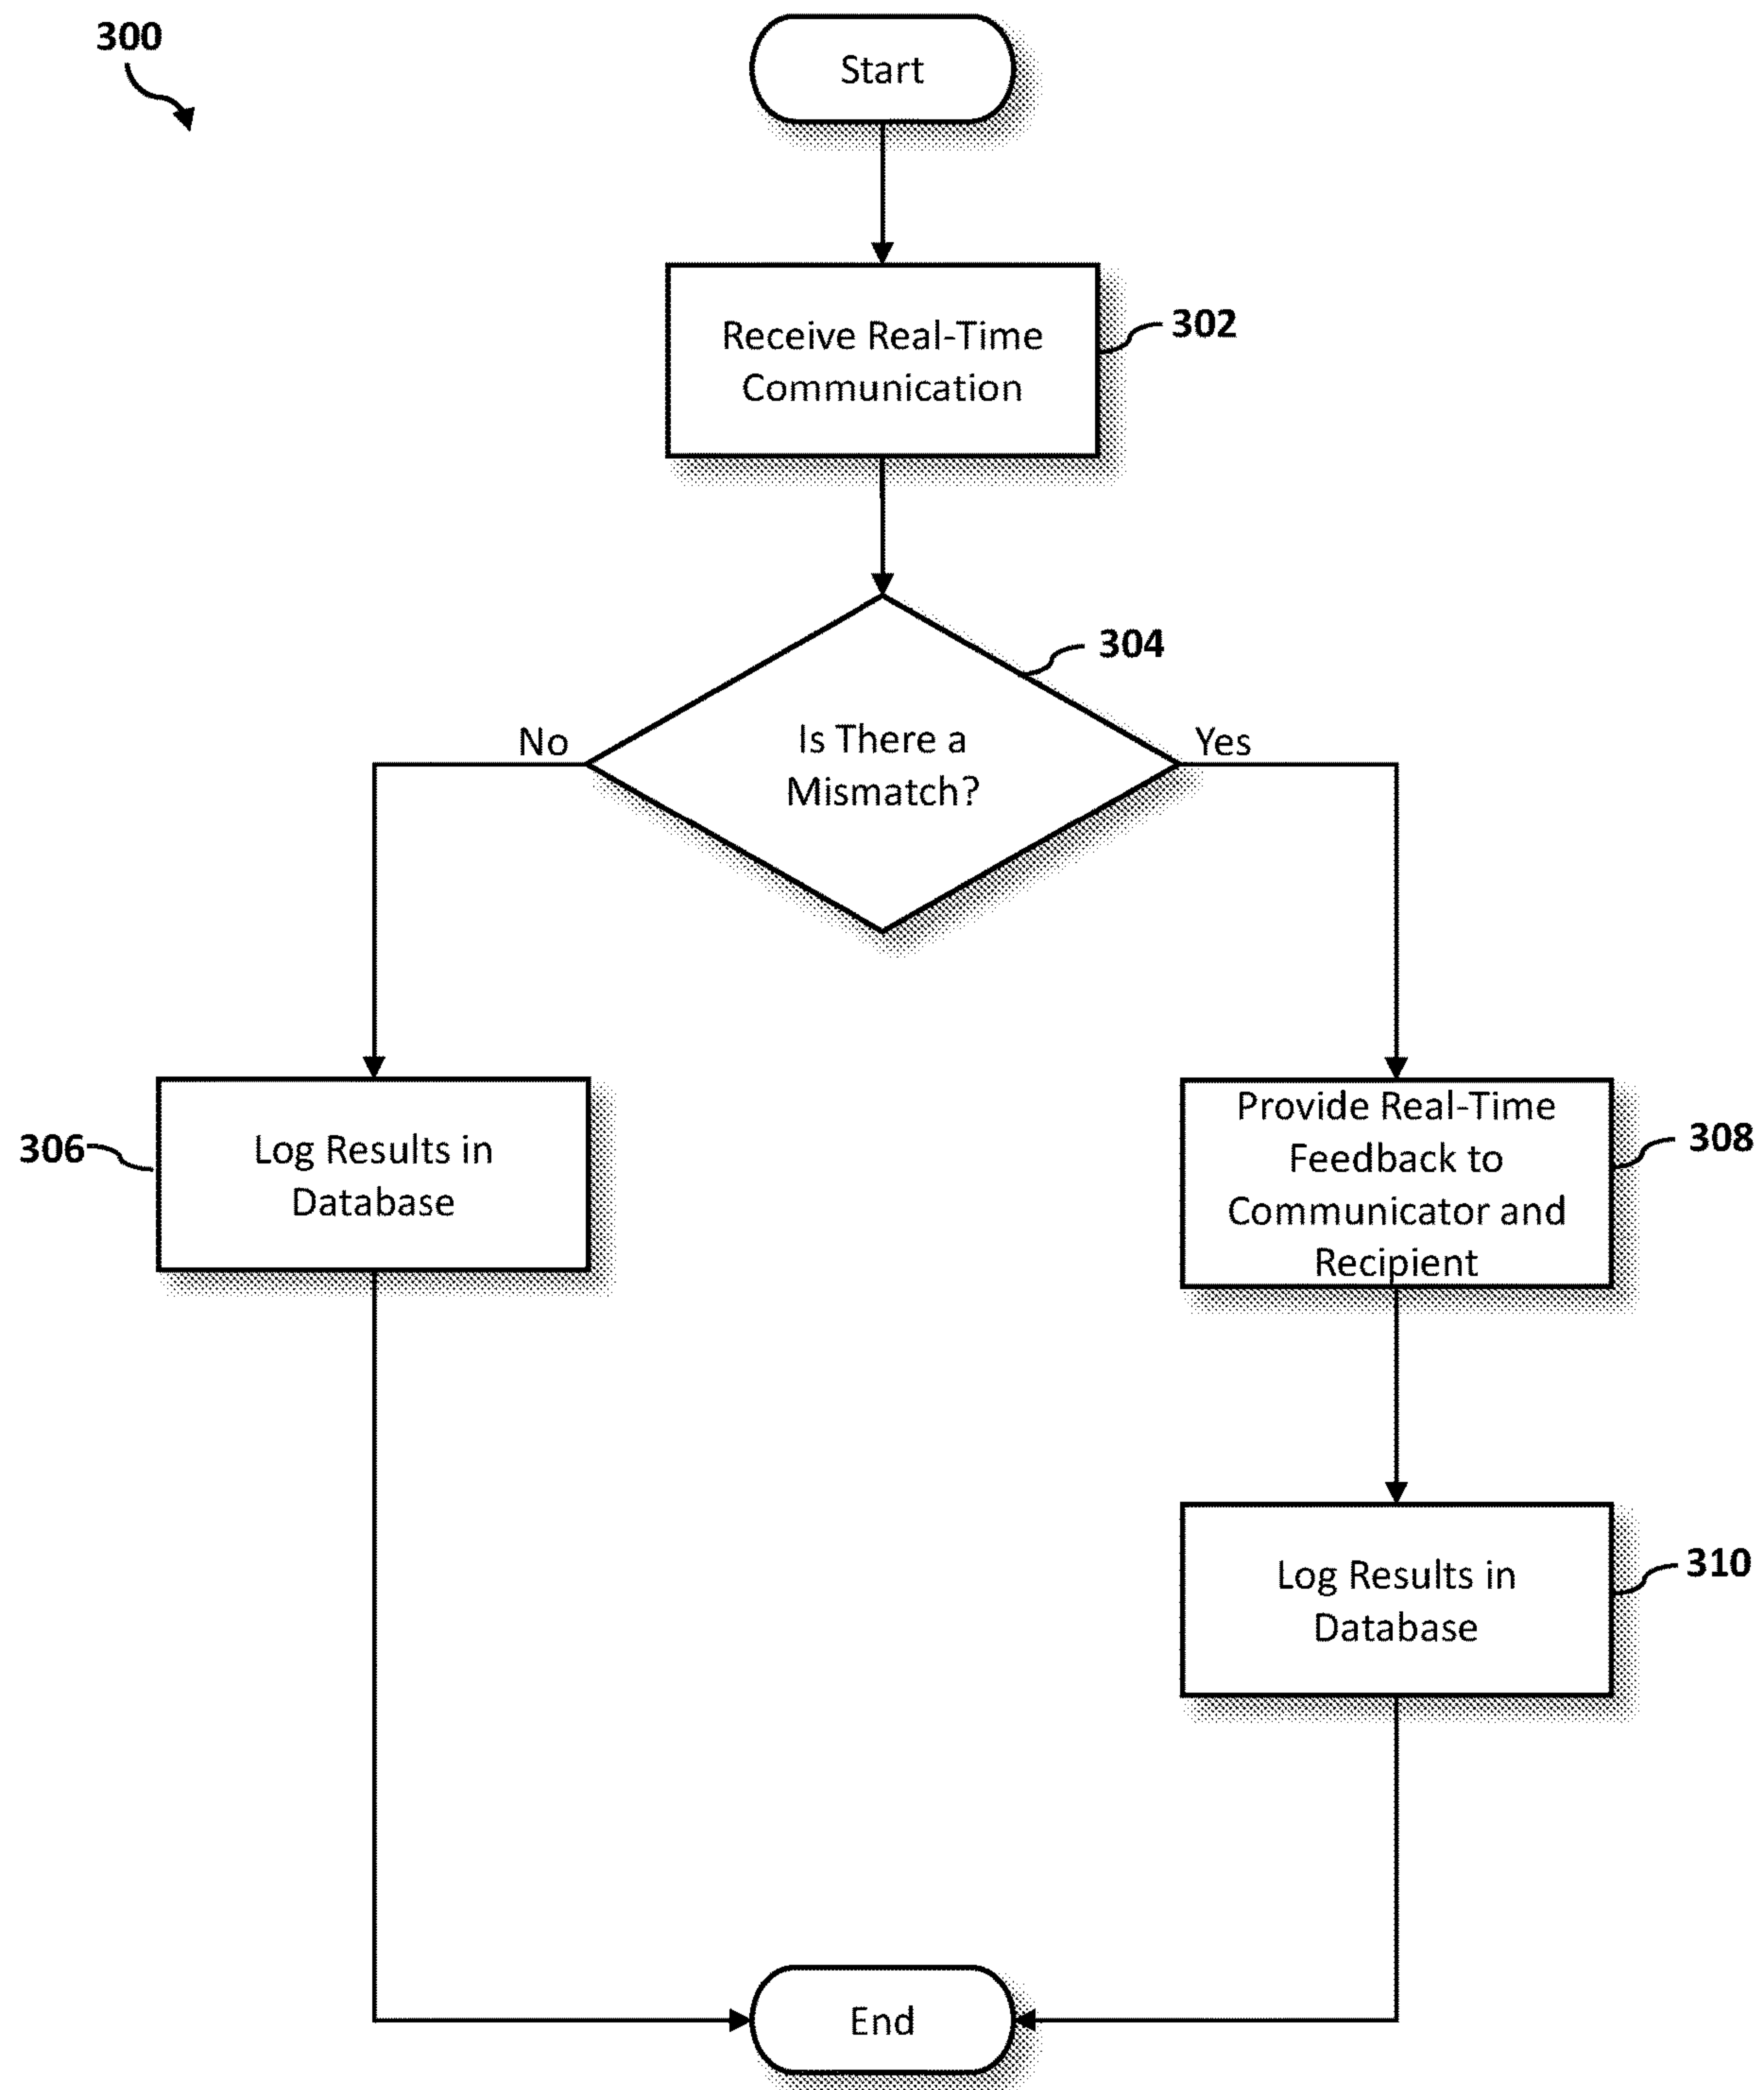 300
Start
Receive Real-Time
Communication
302
304
Is There a
Mismatch?
No
Yes
306
Log Results in
Database
Provide Real-Time
Feedback to
Communicator and
Recipient
308
Log Results in
Database
310
End